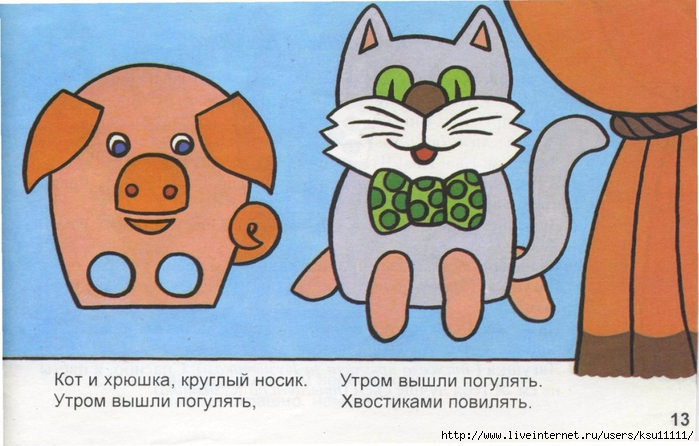 Кот и хрюшка, круглый носик.
Утром вышли погулять,
Утром вышли погулять.
Хвостиками повилять.
13
http://www.liveinternet.ru/users/ksu11111/